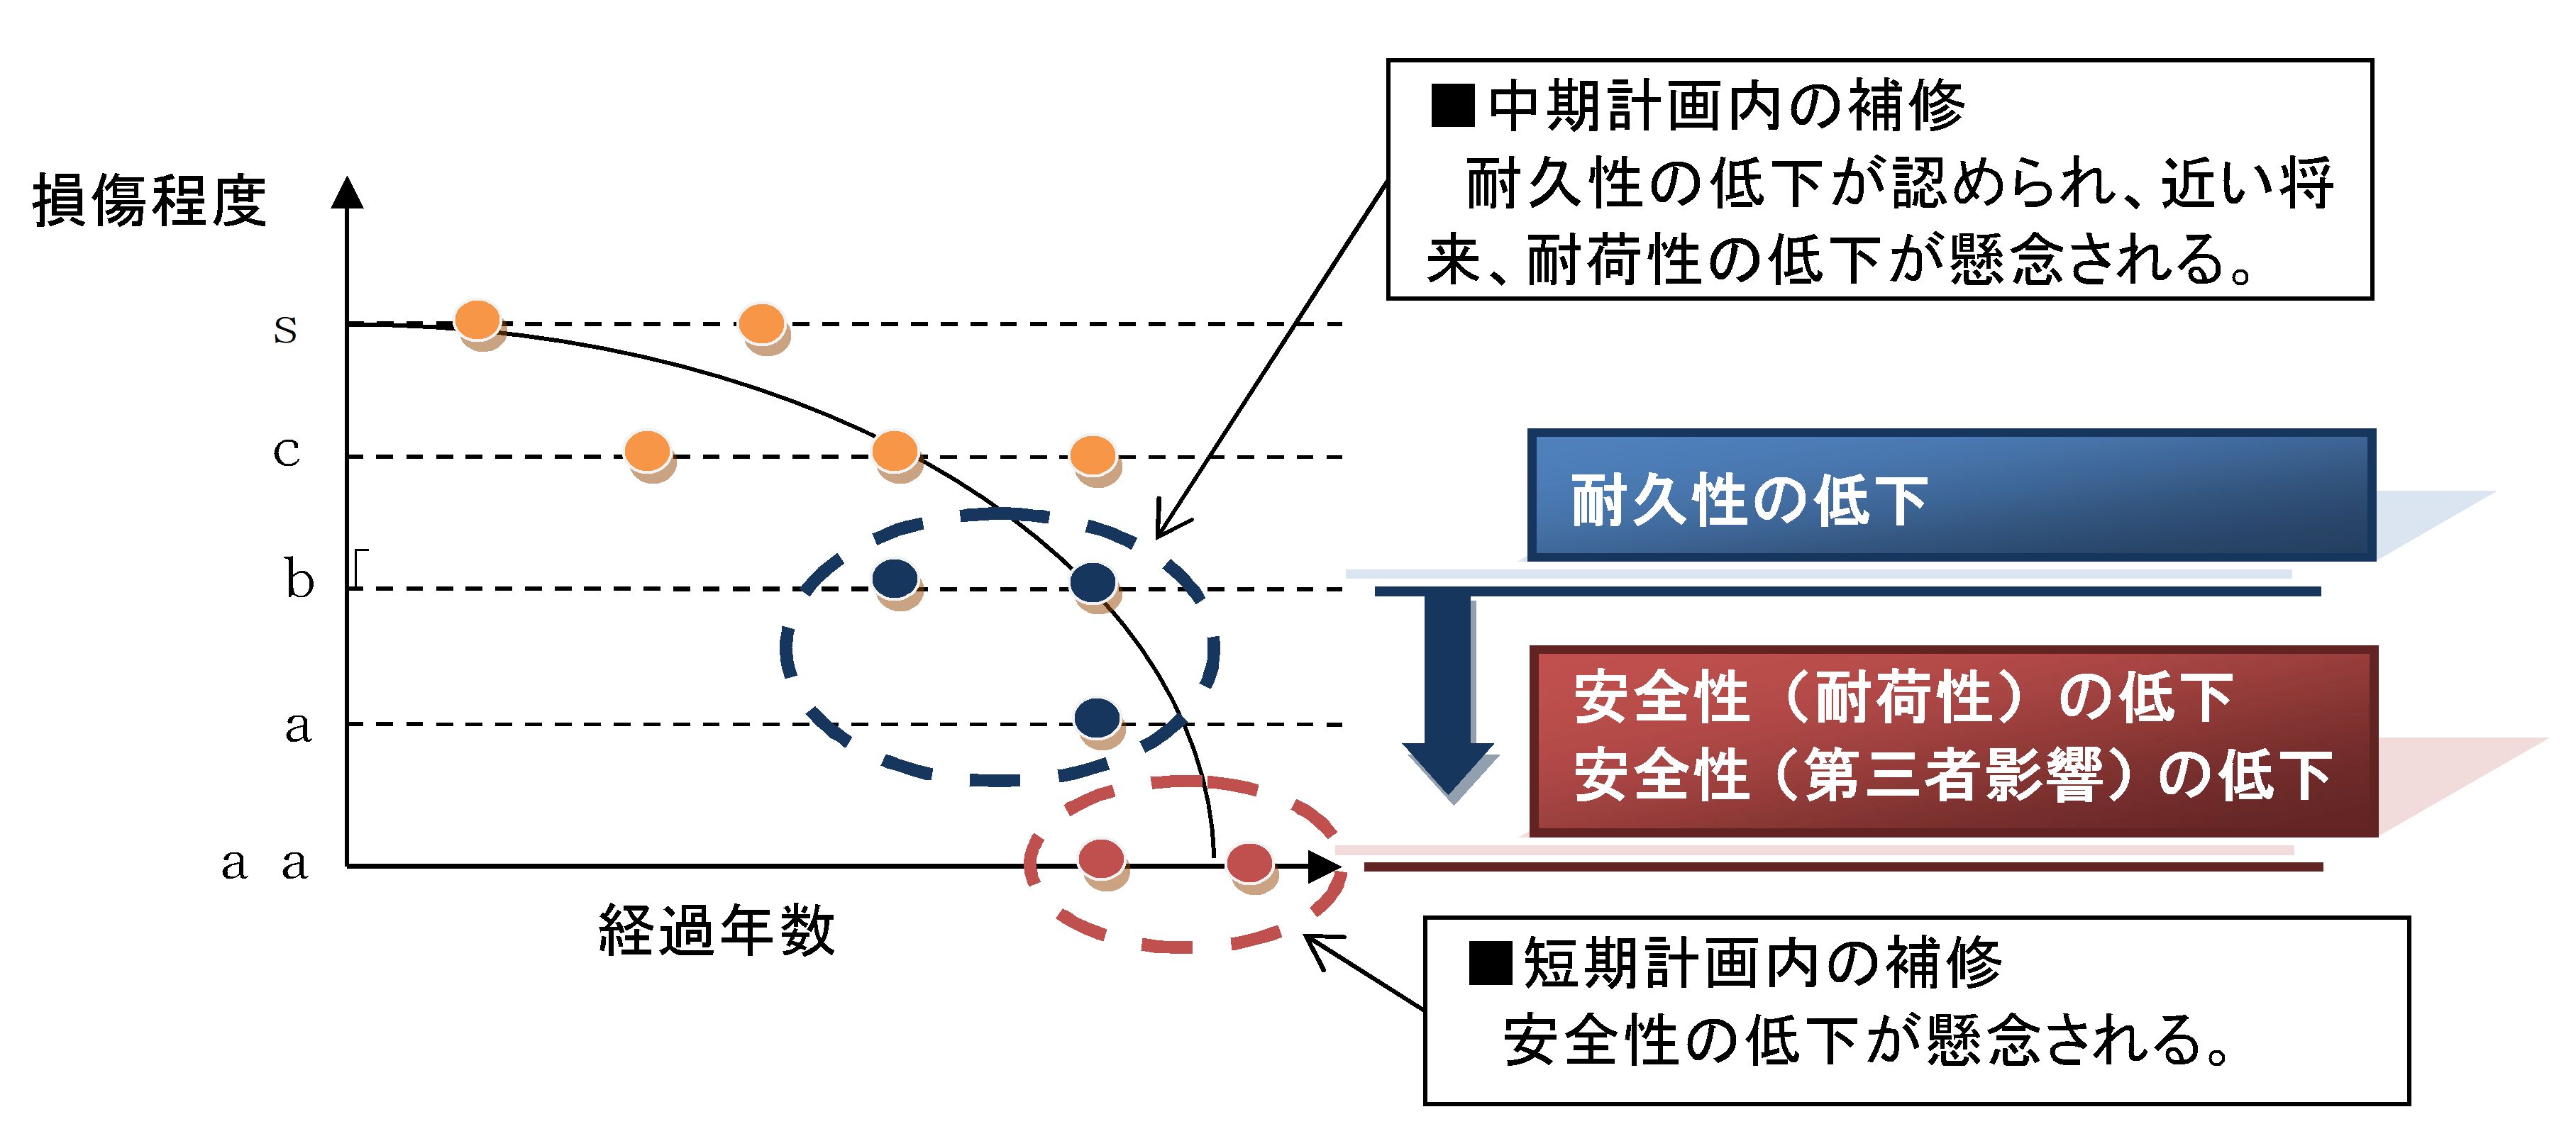 ■中期計画内の補修
耐久性の低下が認められ、近い将
来、耐荷性の低下が懸念される。
損傷程度
s
c
b
a
a a
経過年数
耐久性の低下
安全性（耐荷性）の低下
安全性（第三者影響）の低下
■短期計画内の補修
安全性の低下が懸念される。